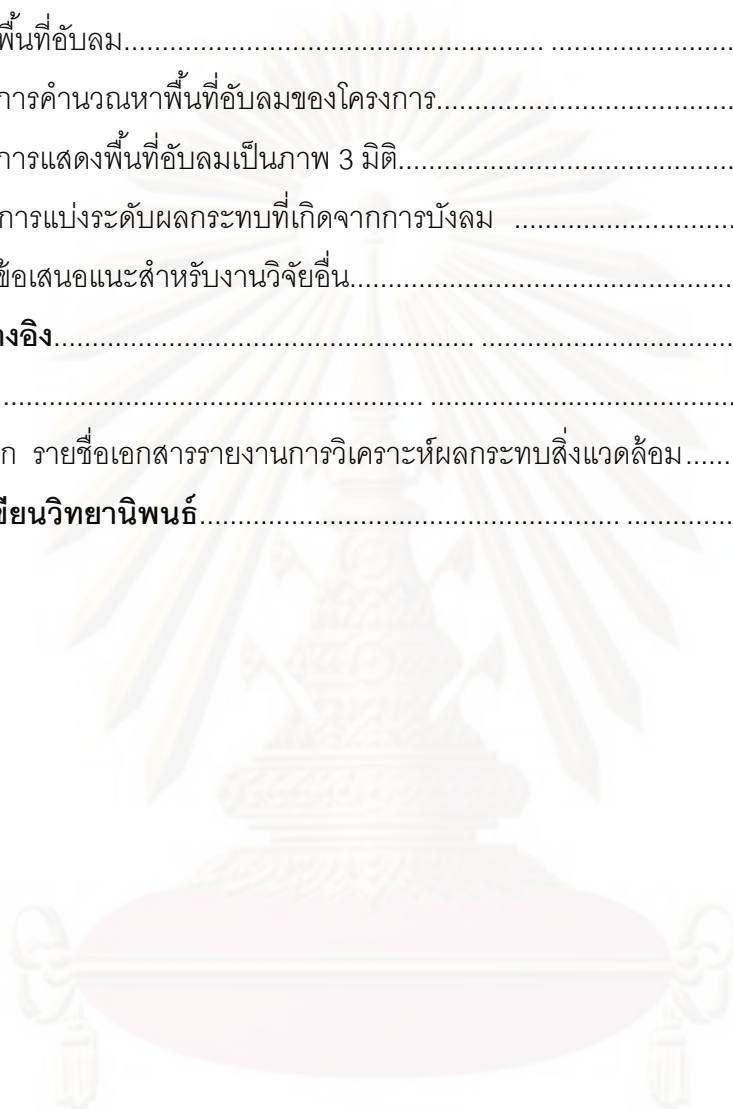 พื้นที่อับลม...................................................... ........................
การคำนวณหาพื้นที่อับลมของโครงการ.......................................
การแสดงพื้นที่อับลมเป็นภาพ 3 มิติ............................................
การแบ่งระดับผลกระทบที่เกิดจากการบังลม ............................
ข้อเสนอแนะสำหรับงานวิจัยอื่น..................................................
างอิง...................................................... .................................
...................................................... ........................................
ก รายชื่อเอกสารรายงานการวิเคราะห์ผลกระทบสิ่งแวดล้อม......
ขียนวิทยานิพนธ์...................................................... ..............